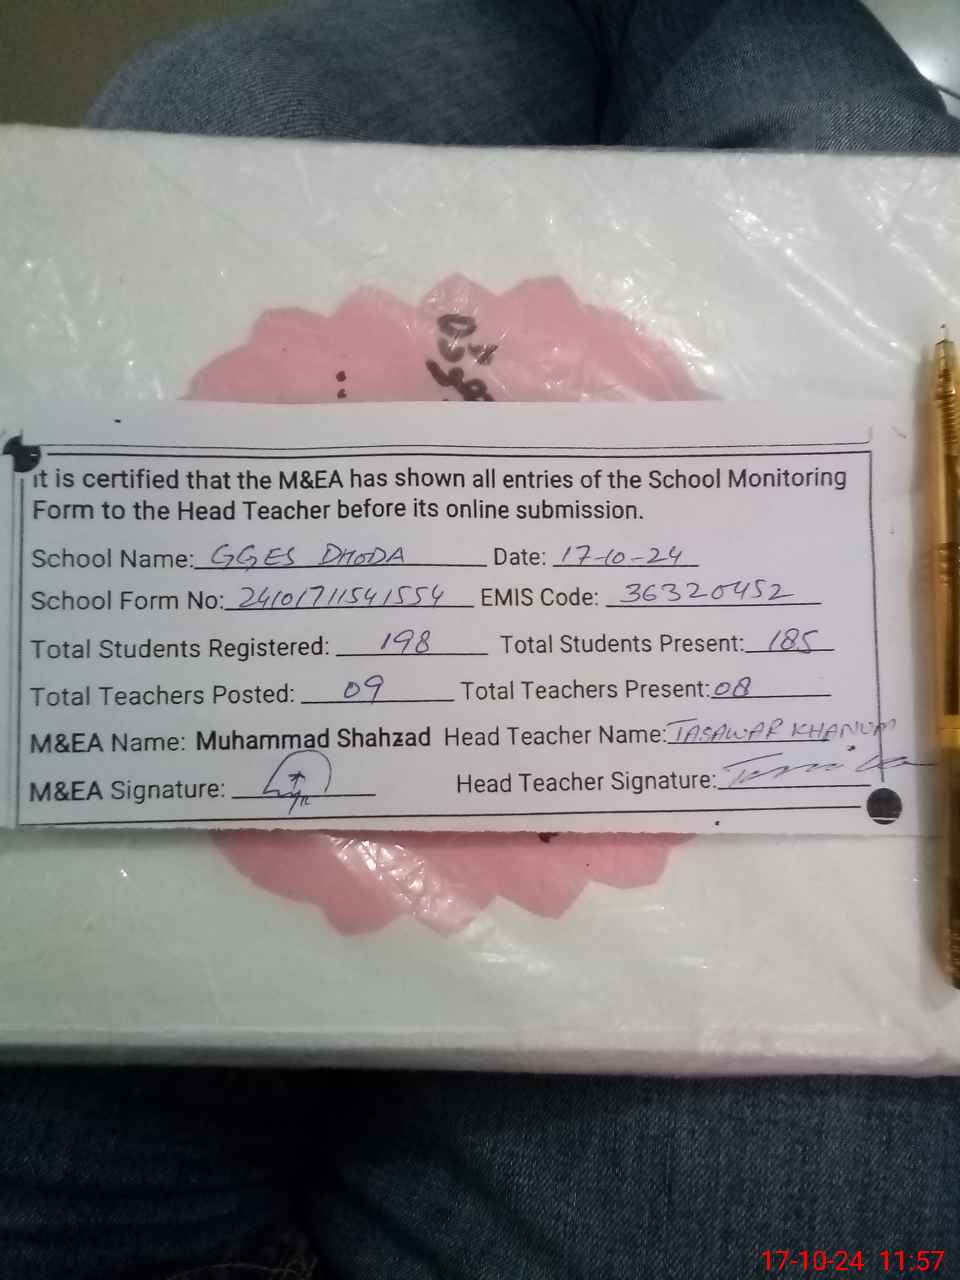 It is certified that the M&EA has shown all entries of the School Monitoring
Form to the Head Teacher before its online submission.
School Name: GGES DHODA Date: 17-10-24
School Form No: 24101711541554 EMIS Code: 36320452
Total Students Registered: 198 Total Students Present: 185
Total Teachers Posted: 09 Total Teachers Present: 08
M&EA Name: Muhammad Shahzad Head Teacher Name: TASAWAR KHANUM
M&EA Signature: Head Teacher Signature:
17-10-24 11:57